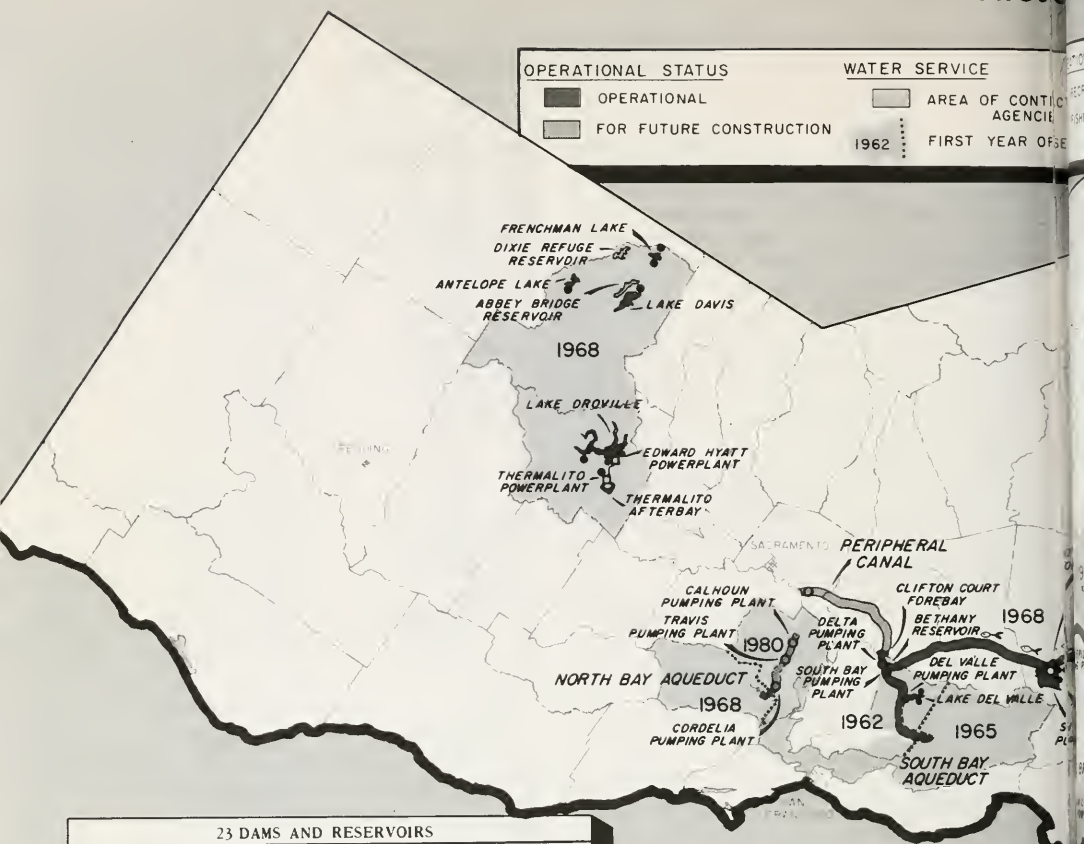 OPERATIONAL STATUS
OPERATIONAL
FOR FUTURE CONSTRUCTION
WATER SERVICE
AREA OF
1962
FIRST YEAR OF
FRENCHMAN LAKE
DIXIE REFUGE
RESERVOIR
ANTELOPE LAKE
ABBEY BRIDGE
RESERVOIR
LAKE DAVIS
1968
LAKE OROVILLE
EDWARD HYATT
POWERPLANT
THERMALITO
POWERPLANT
THERMALITO
AFTERBAY
REDDING
SACRAMENTO
PERIPHERAL
CANAL
CALHOUN
PUMPING PLANT
TRAVIS
PUMPING PLANT
1980
NORTH BAY AQUEDUCT
1968
CORDELIA
PUMPING PLANT
CLIFTON COURT
FOREBAY
DELTA
PUMPING
PLANT
BETHANY
RESERVOIR
1968
SOUTH BAY
PUMPING
PLANT
DEL VALLE
PUMPING PLANT
LAKE DEL VALLE
1962
1965
SOUTH BAY
AQUEDUCT
SAN
FRANCISCO
23 DAMS AND RESERVOIRS